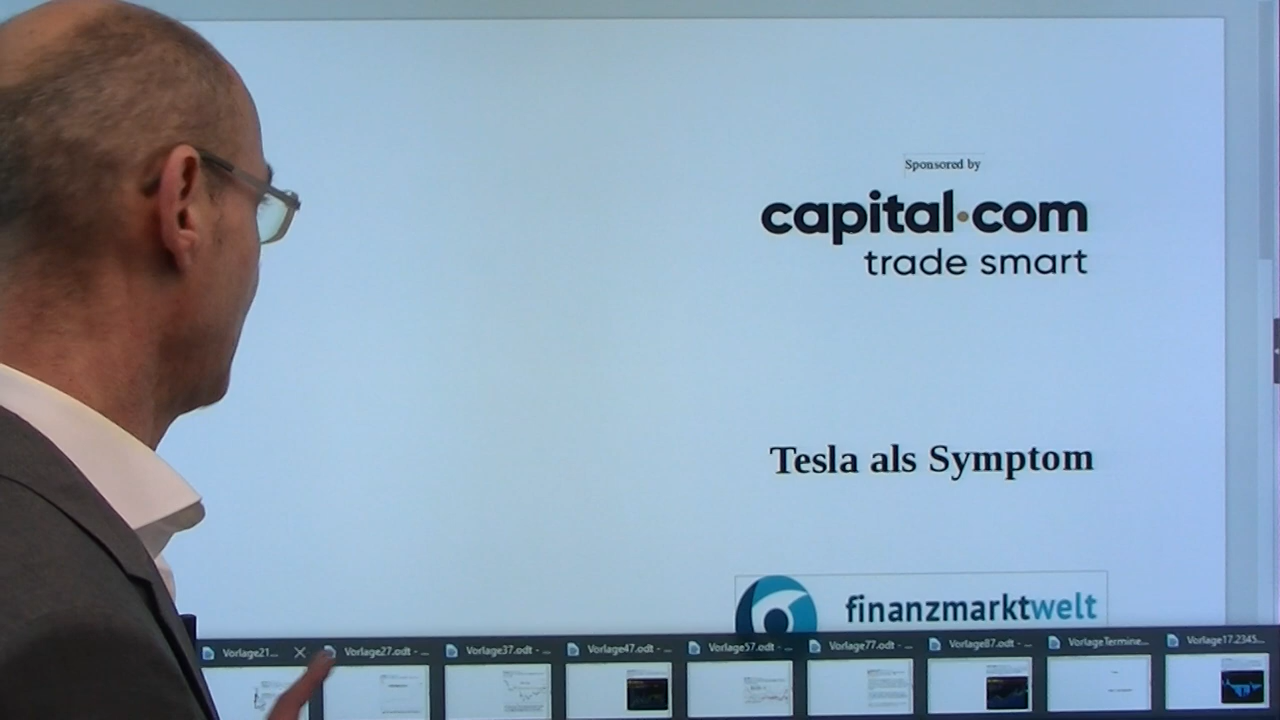 Sponsored by
capital.com
trade smart
Tesla als Symptom
finanzmarktwelt
Vorlage21...
Vorlage27.odt - ...
Vorlage37.odt - ...
Vorlage47.odt - ...
Vorlage57.odt - ...
Vorlage77.odt - ...
Vorlage87.odt - ...
VorlageTermine...
Vorlage17.2345...